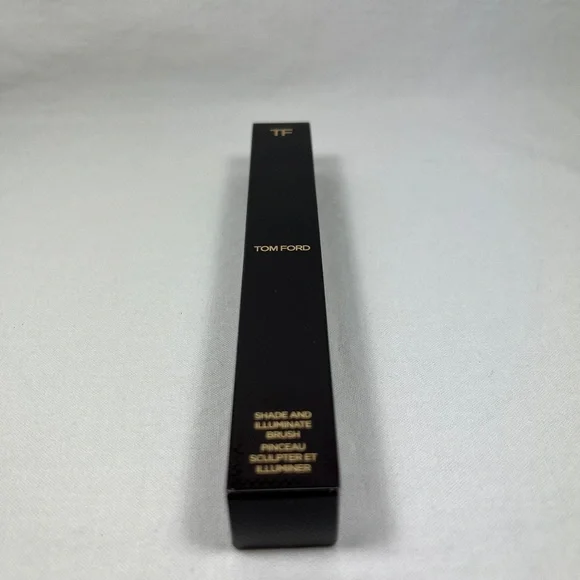 TF
TOM FORD
SHADE AND
ILLUMINATE
BRUSH
PINCEAU
SCULPTER ET
ILLUMINER